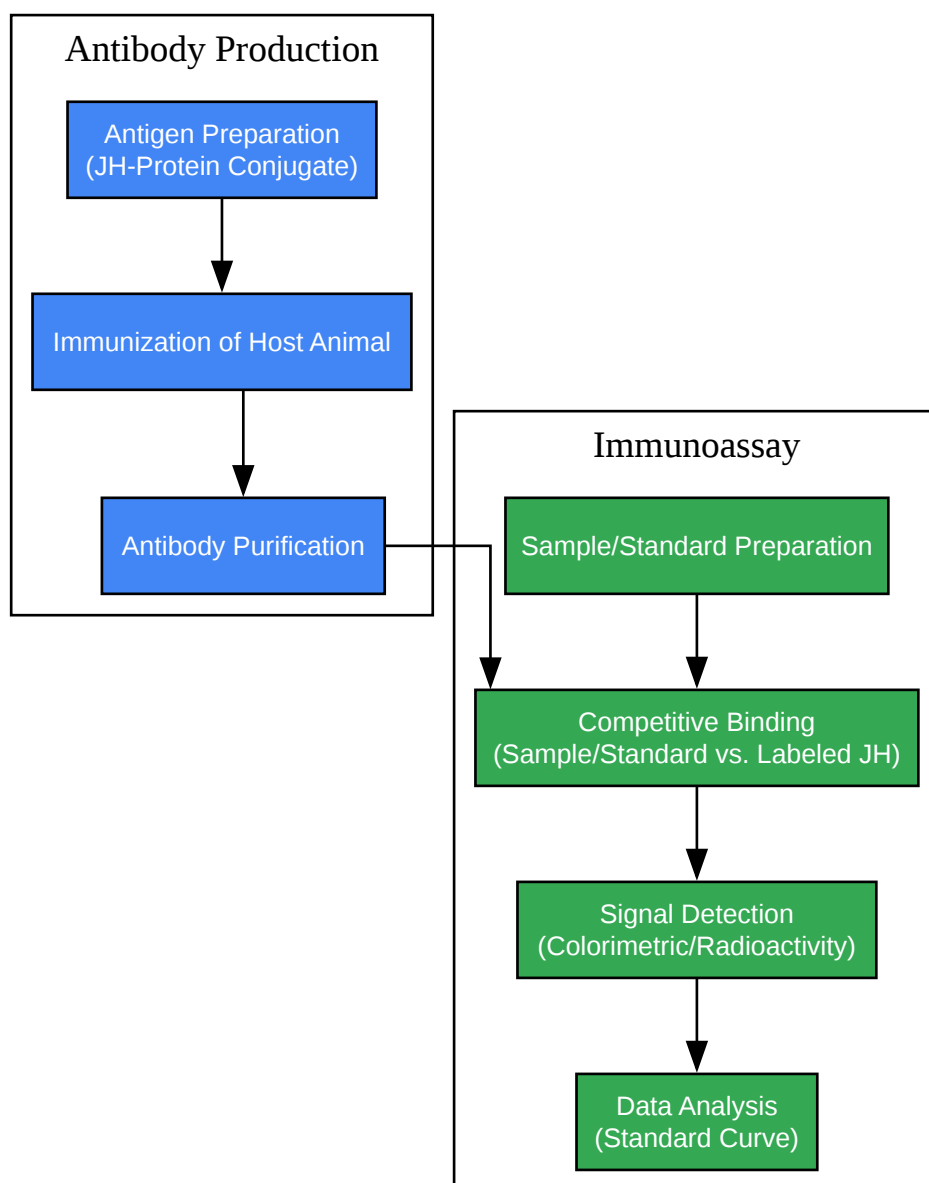 Antibody Production
Antigen Preparation
(JH-Protein Conjugate)
Immunization of Host Animal
Antibody Purification
Immunoassay
Sample/Standard Preparation
Competitive Binding
(Sample/Standard vs. Labeled JH)
Signal Detection
(Colorimetric/Radioactivity)
Data Analysis
(Standard Curve)